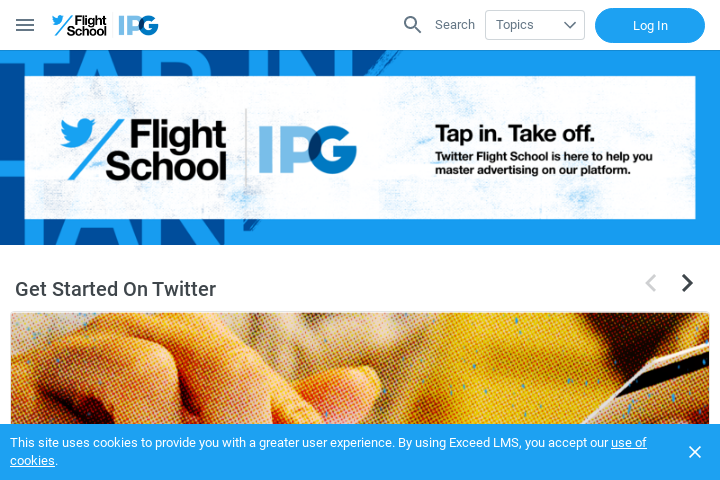 Flight School IPG
Search
Topics
Log In
Flight
School
IPG
Tap in. Take off.
Twitter Flight School is here to help you
master advertising on our platform.
Get Started On Twitter
This site uses cookies to provide you with a greater user experience. By using Exceed LMS, you accept our use of
cookies.